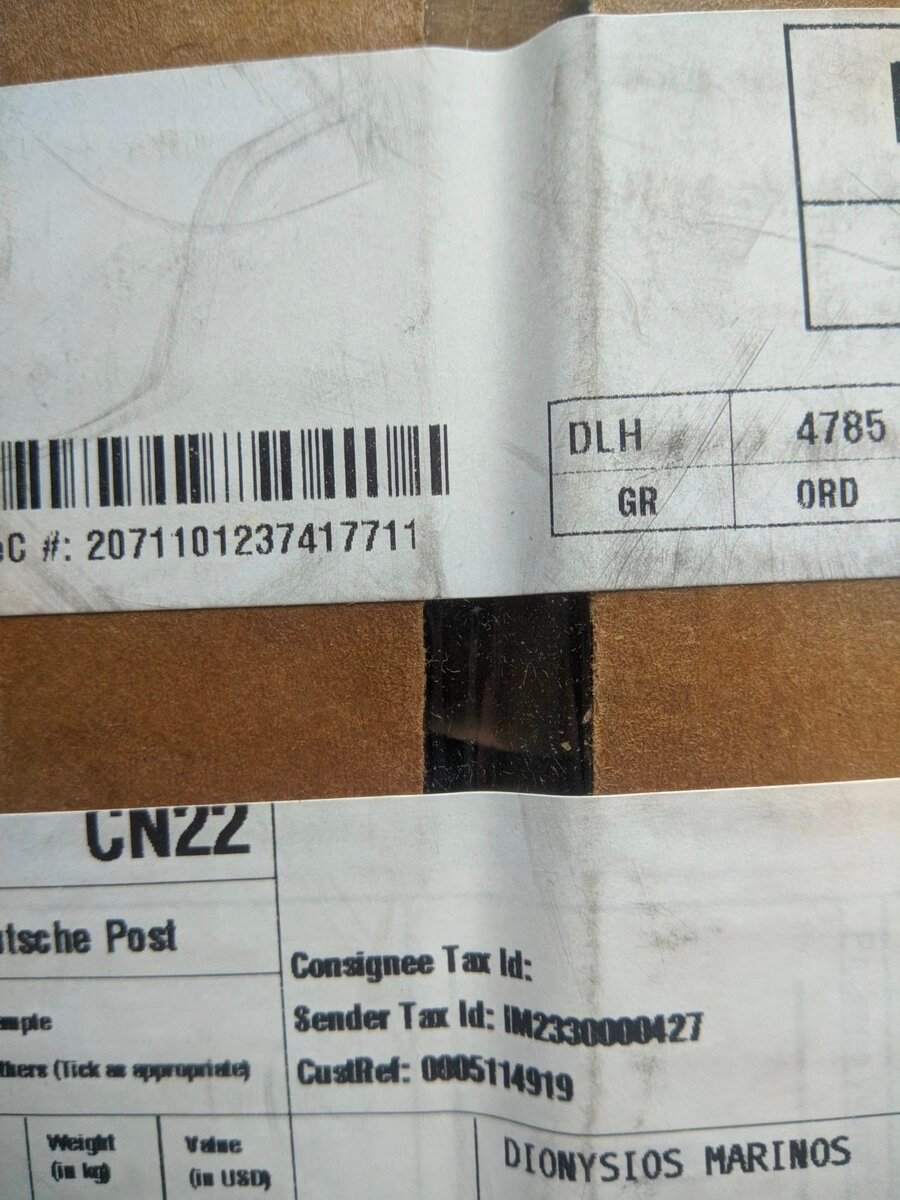 DLH 4785
GR ORD
C #: 2071101237417711
CN22
tsche Post
Consignee Tax Id:
Sender Tax Id: IM2330000427
mple
CustRef: 0005114919
thers (Tick as appropriate)
Weight Value
(in kg) (in USD)
DIONYSIOS MARINOS